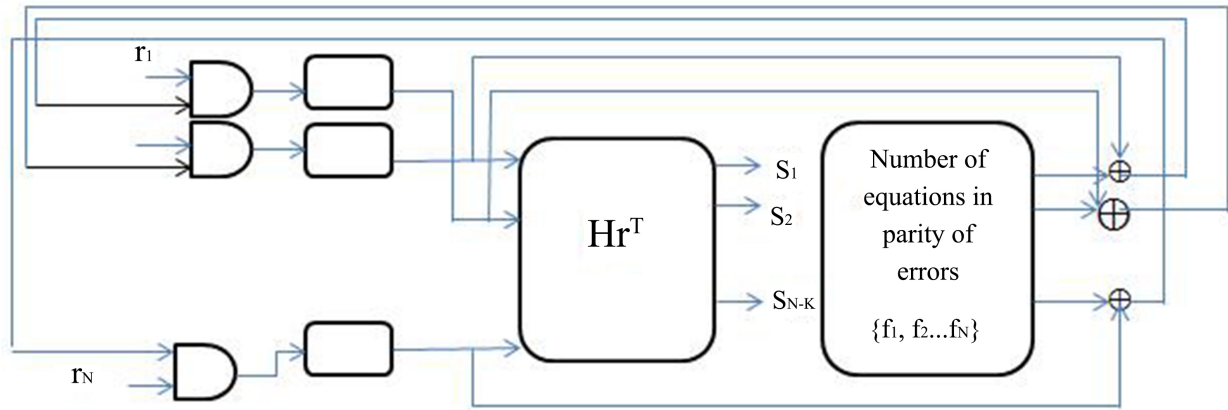 r₁
rN
Hrᵀ
S₁
S₂
SN-K
Number of
equations in
parity of
errors
{f₁, f₂...fN}